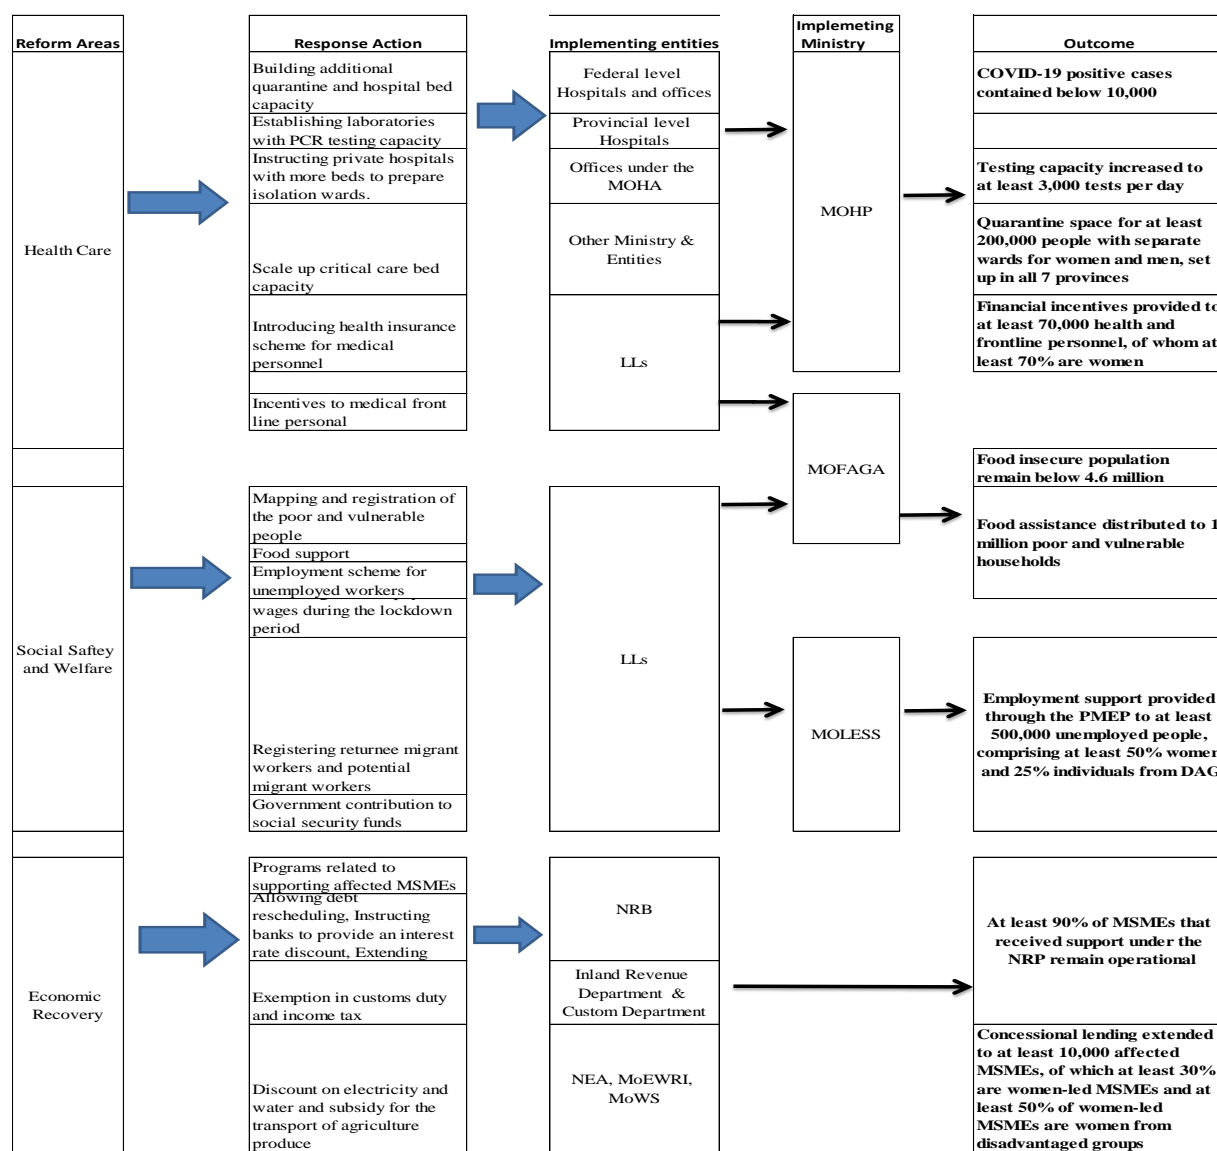 Reform Areas
Response Action
Implementing entities
Implemeting
Ministry
Outcome
Health Care
Building additional
quarantine and hospital bed
capacity
Establishing laboratories
with PCR testing capacity
Instructing private hospitals
with more beds to prepare
isolation wards.
Scale up critical care bed
capacity
Introducing health insurance
scheme for medical
personnel
Incentives to medical front
line personal
Federal level
Hospitals and offices
Provincial level
Hospitals
Offices under the
MOHA
Other Ministry &
Entities
LLs
MOHP
MOFAGA
COVID-19 positive cases
contained below 10,000
Testing capacity increased to
at least 3,000 tests per day
Quarantine space for at least
200,000 people with separate
wards for women and men, set
up in all 7 provinces
Financial incentives provided to
at least 70,000 health and
frontline personnel, of whom at
least 70% are women
Food insecure population
remain below 4.6 million
Food assistance distributed to 1
million poor and vulnerable
households
Social Saftey
and Welfare
Mapping and registration of
the poor and vulnerable
people
Food support
Employment scheme for
unemployed workers
wages during the lockdown
period
Registering returnee migrant
workers and potential
migrant workers
Government contribution to
social security funds
LLs
MOLESS
Employment support provided
through the PMEP to at least
500,000 unemployed people,
comprising at least 50% women
and 25% individuals from DAG
Economic
Recovery
Programs related to
supporting affected MSMEs
Allowing debt
rescheduling, Instructing
banks to provide an interest
rate discount, Extending
Exemption in customs duty
and income tax
Discount on electricity and
water and subsidy for the
transport of agriculture
produce
NRB
Inland Revenue
Department &
Custom Department
NEA, MoEWRI,
MoWS
At least 90% of MSMEs that
received support under the
NRP remain operational
Concessional lending extended
to at least 10,000 affected
MSMEs, of which at least 30%
are women-led MSMEs and at
least 50% of women-led
MSMEs are women from
disadvantaged groups